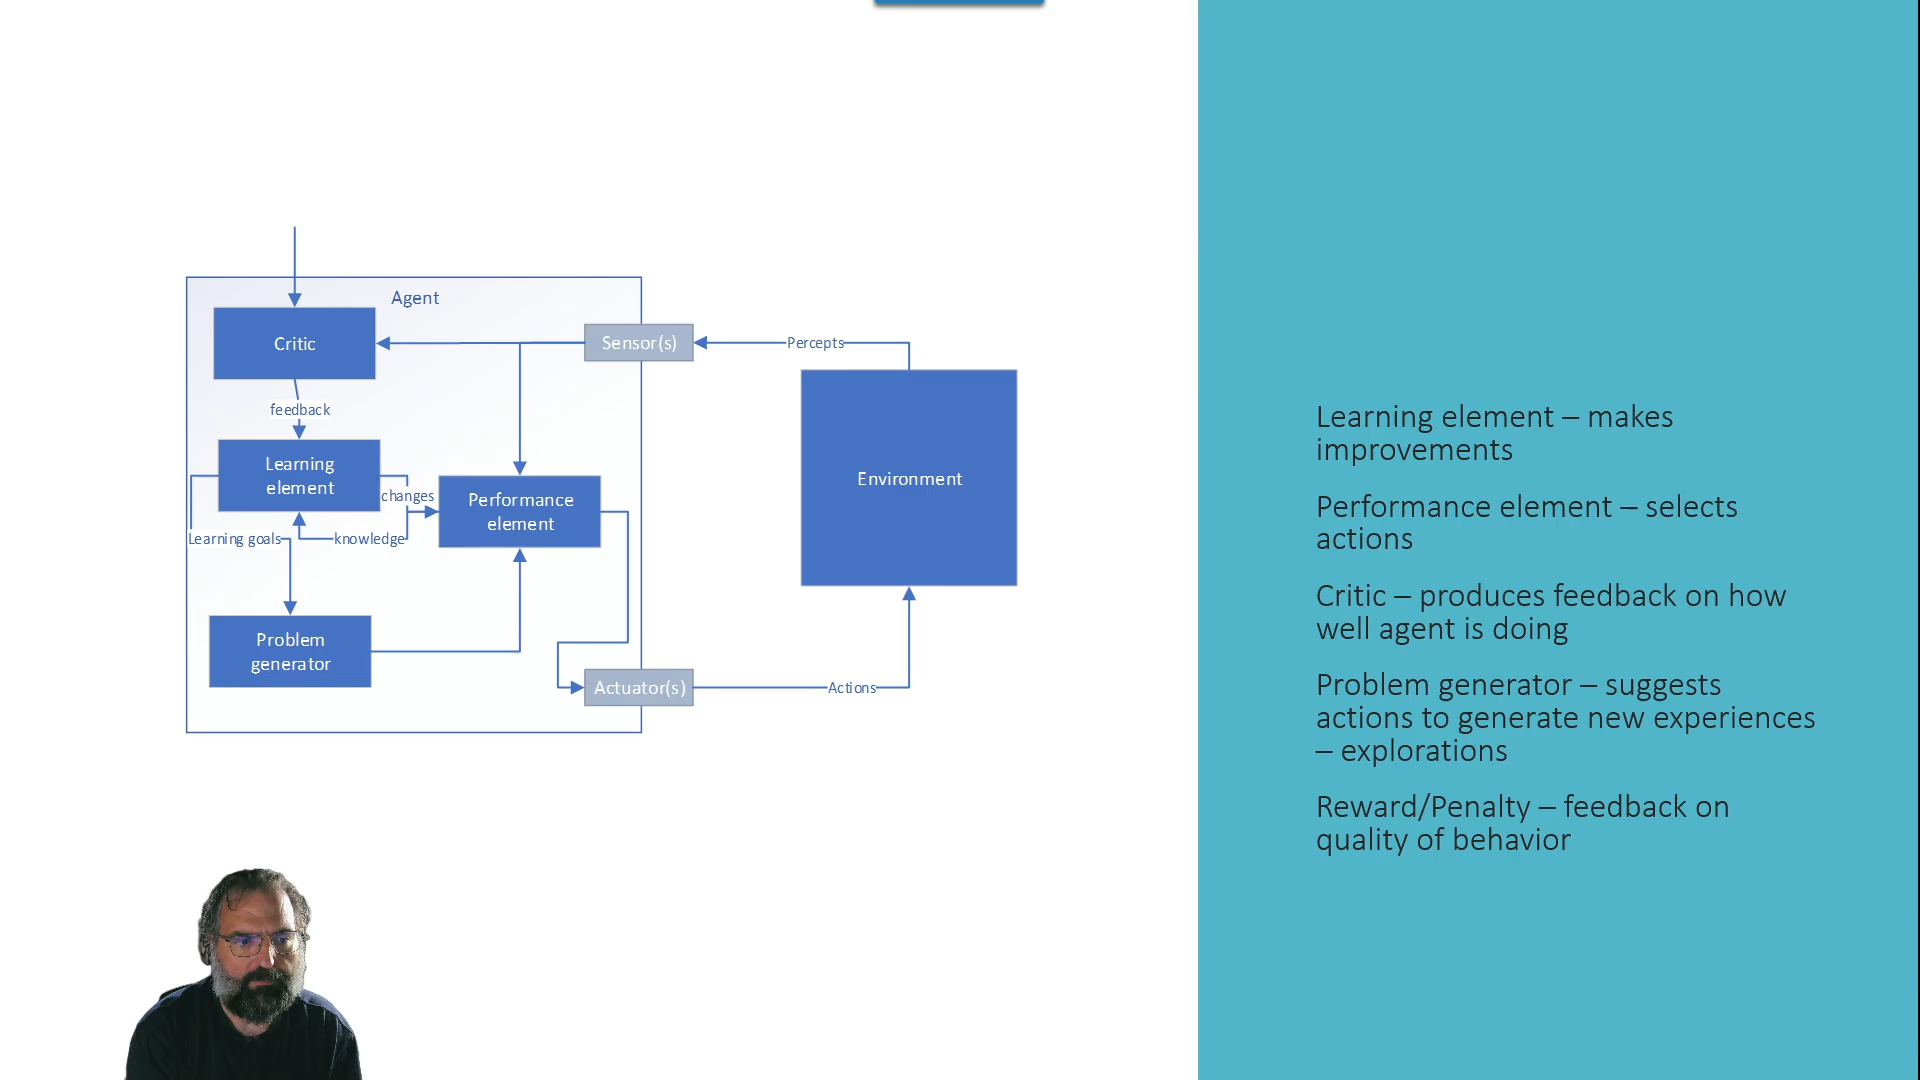 Agent
Critic
Sensor(s)
Percepts
feedback
Learning
element
changes
Performance
element
Environment
Learning goals
knowledge
Problem
generator
Actuator(s)
Actions
Learning element – makes
improvements
Performance element – selects
actions
Critic – produces feedback on how
well agent is doing
Problem generator – suggests
actions to generate new experiences
– explorations
Reward/Penalty – feedback on
quality of behavior